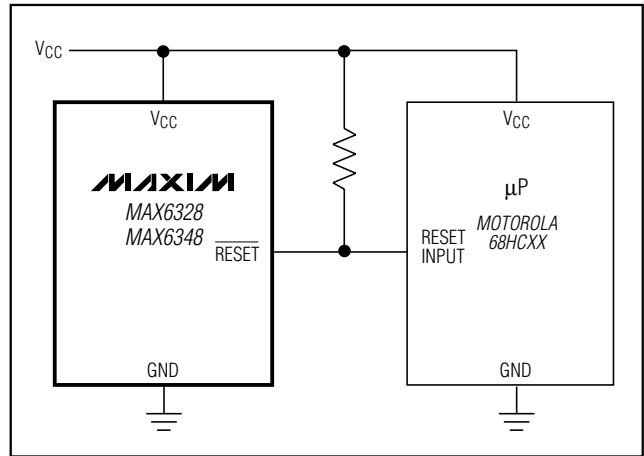 VCC
VCC
MAXIM
MAX6328
MAX6348
RESET
GND
VCC
μP
MOTOROLA
68HCXX
RESET
INPUT
GND